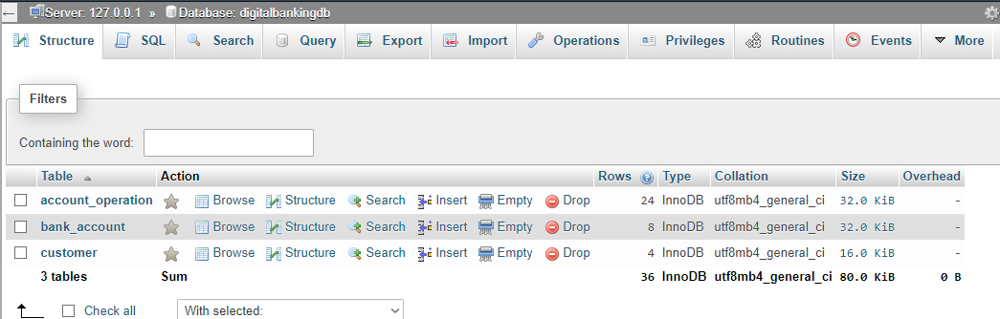 Server: 127.0.0.1 » Database: digitalbankingdb
Structure SQL Search Query Export Import Operations Privileges Routines Events More
Filters
Containing the word:
Table Action Rows Type Collation Size Overhead
account_operation Browse Structure Search Insert Empty Drop 24 InnoDB utf8mb4_general_ci 32.0 KiB -
bank_account Browse Structure Search Insert Empty Drop 8 InnoDB utf8mb4_general_ci 32.0 KiB -
customer Browse Structure Search Insert Empty Drop 4 InnoDB utf8mb4_general_ci 16.0 KiB -
3 tables Sum 36 InnoDB utf8mb4_general_ci 80.0 KiB 0 B
Check all With selected: